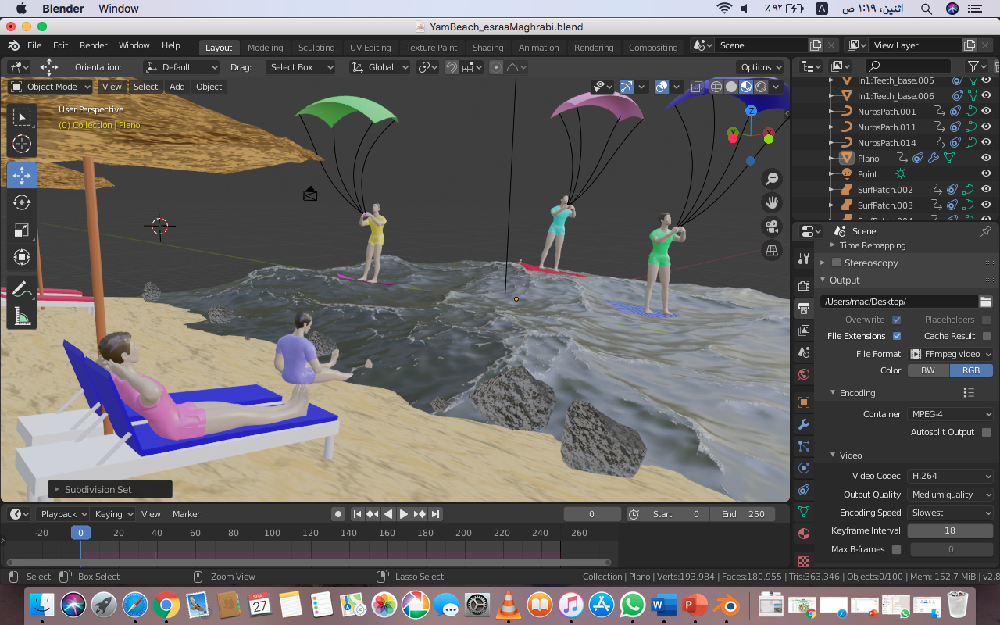 Blender Window ٪ ٩٢ A اثنين، ١:١٩ ص
YamBeach_esraaMaghrabi.blend
File Edit Render Window Help Layout Modeling Sculpting UV Editing Texture Paint Shading Animation Rendering Compositing Scene View Layer
Orientation: Default Drag: Select Box Global Options
Object Mode View Select Add Object
User Perspective
(0) Collection | Plano
Z
Y
In1:Teeth_base.005
In1:Teeth_base.006
NurbsPath.001
NurbsPath.011
NurbsPath.014
Plano
Point
SurfPatch.002
SurfPatch.003
Scene
Time Remapping
Stereoscopy
Output
/Users/mac/Desktop/
Overwrite Placeholders
File Extensions Cache Result
File Format FFmpeg video
Color BW RGB
Encoding
Container MPEG-4
Autosplit Output
Video
Video Codec H.264
Output Quality Medium quality
Encoding Speed Slowest
Keyframe Interval 18
Max B-frames 0
Subdivision Set
Playback Keying View Marker 0 Start 0 End 250
-20 0 20 40 60 80 100 120 140 160 180 200 220 240 260
Select Box Select Zoom View Lasso Select Collection | Plano | Verts:193,984 | Faces:180,955 | Tris:363,346 | Objects:0/100 | Mem: 152.7 MiB | v2.8
27
W P